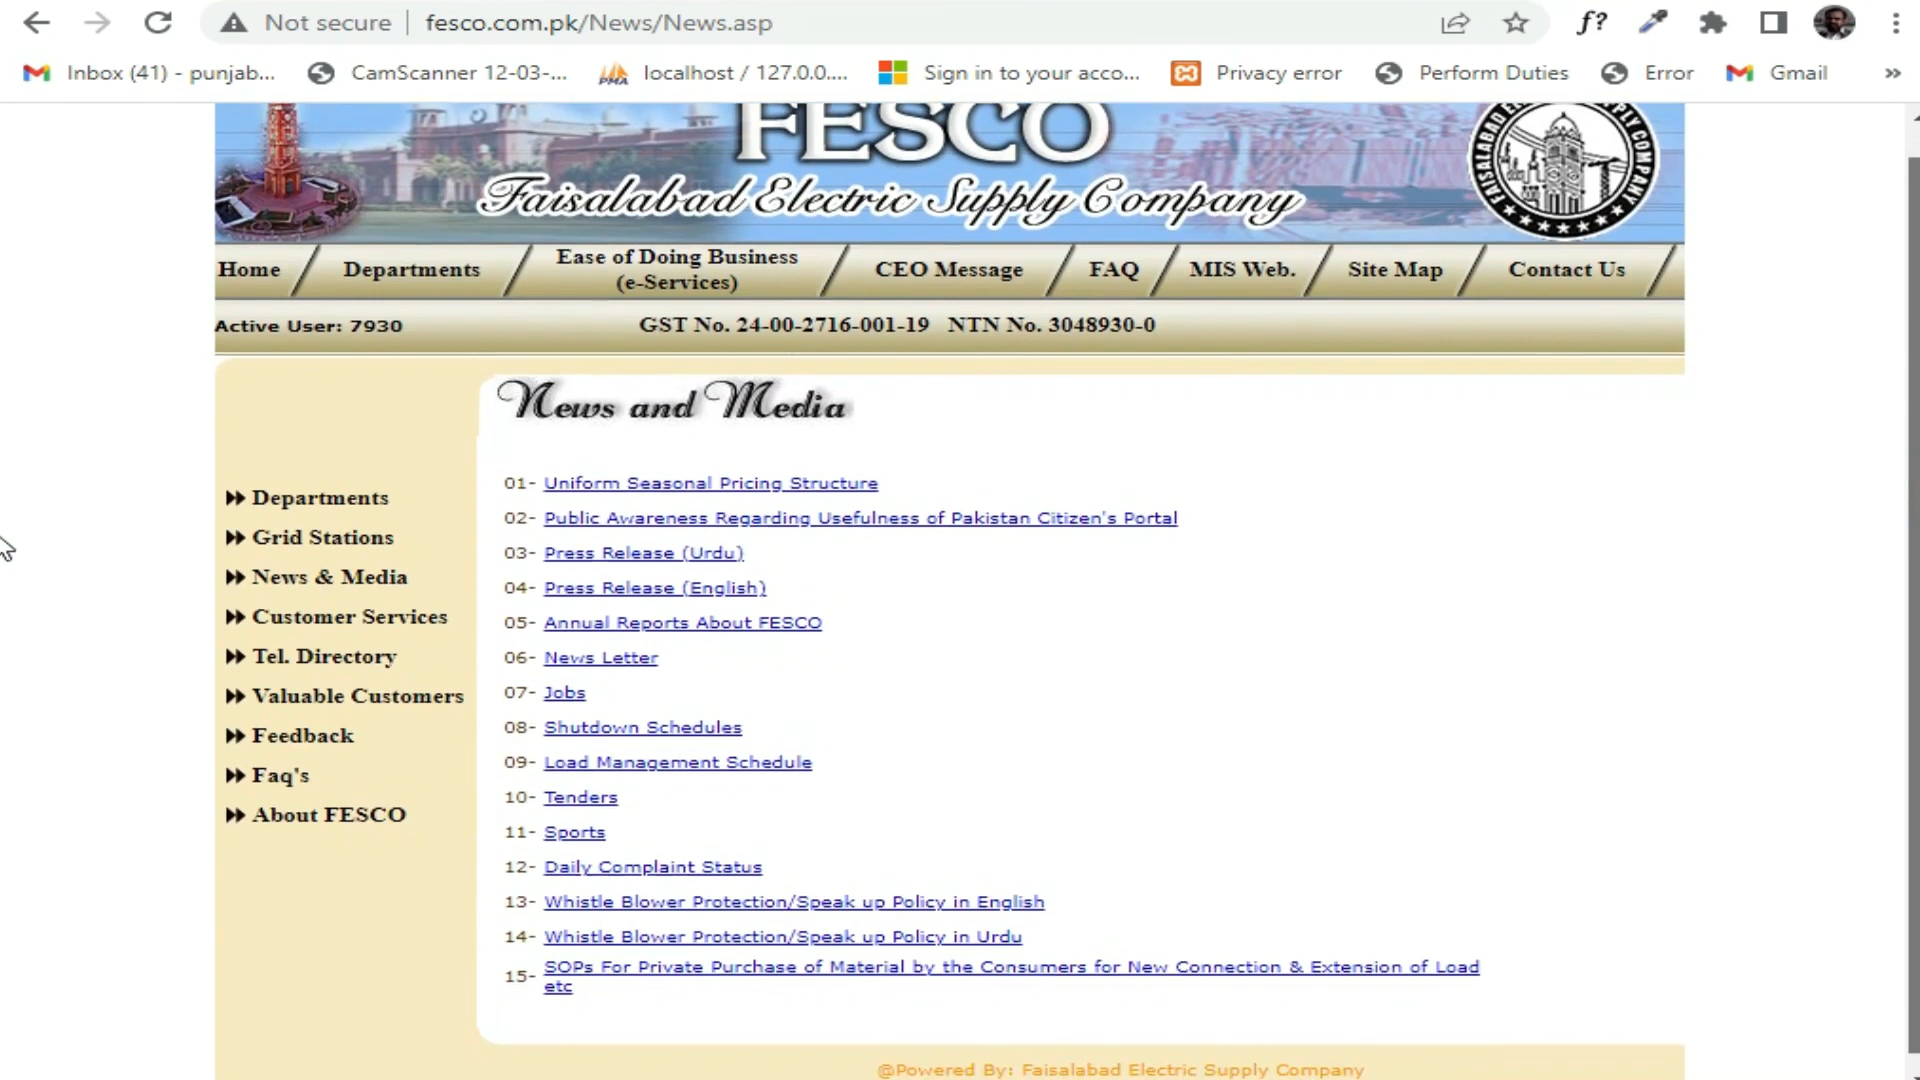 Not secure | fesco.com.pk/News/News.asp
f?
Inbox (41) - punjab... CamScanner 12-03-... localhost / 127.0.0.... Sign in to your acco... Privacy error Perform Duties Error Gmail »
FESCO
Faisalabad Electric Supply Company
FAISALABAD ELECTRIC SUPPLY COMPANY
Home Departments Ease of Doing Business (e-Services) CEO Message FAQ MIS Web. Site Map Contact Us
Active User: 7930 GST No. 24-00-2716-001-19 NTN No. 3048930-0
News and Media
Departments
Grid Stations
News & Media
Customer Services
Tel. Directory
Valuable Customers
Feedback
Faq's
About FESCO
01- Uniform Seasonal Pricing Structure
02- Public Awareness Regarding Usefulness of Pakistan Citizen's Portal
03- Press Release (Urdu)
04- Press Release (English)
05- Annual Reports About FESCO
06- News Letter
07- Jobs
08- Shutdown Schedules
09- Load Management Schedule
10- Tenders
11- Sports
12- Daily Complaint Status
13- Whistle Blower Protection/Speak up Policy in English
14- Whistle Blower Protection/Speak up Policy in Urdu
15- SOPs For Private Purchase of Material by the Consumers for New Connection & Extension of Load
etc
@Powered By: Faisalabad Electric Supply Company